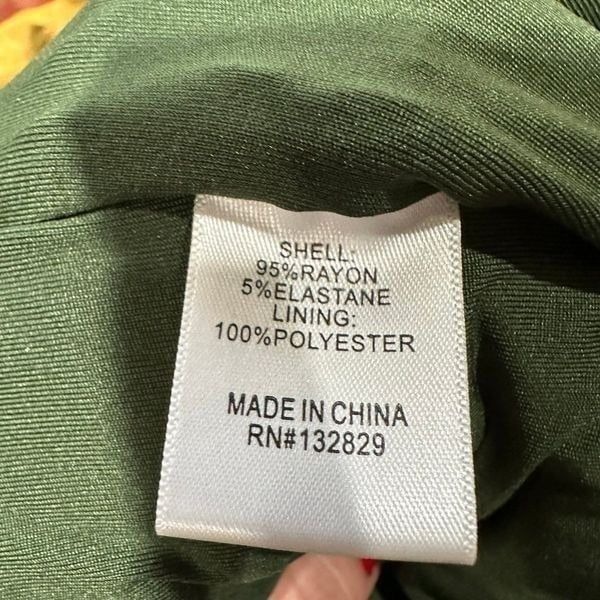 SHELL:
95%RAYON
5%ELASTANE
LINING:
100%POLYESTER
MADE IN CHINA
RN#132829